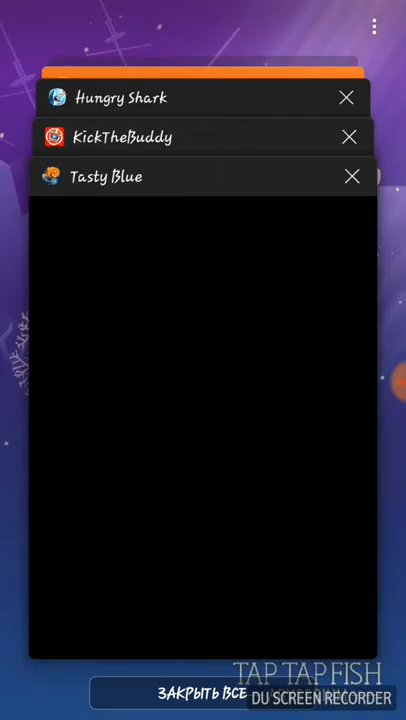 Hungry Shark
KickTheBuddy
Tasty Blue
TAP TAP FISH
ЗАКРЫТЬ ВСЕ
DU SCREEN RECORDER